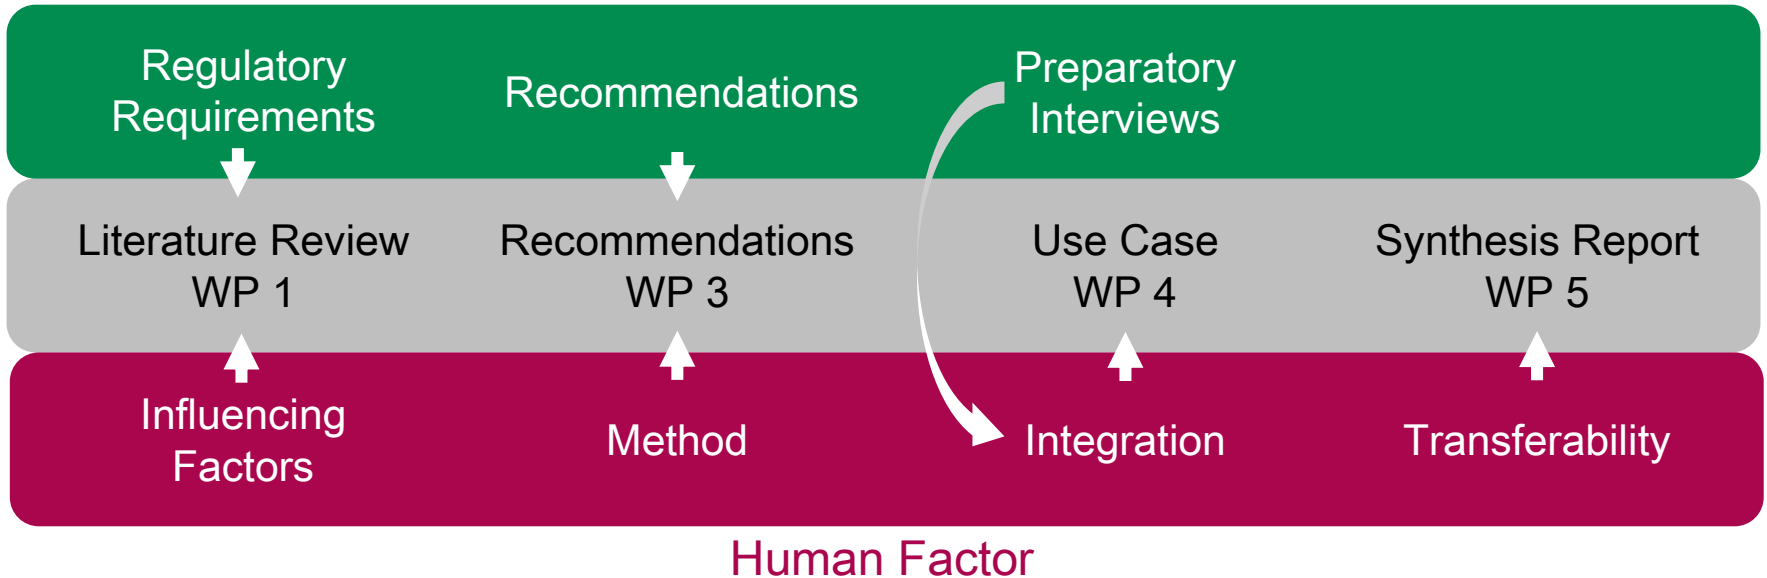 Regulatory
Requirements
Recommendations
Preparatory
Interviews
Literature Review
WP 1
Recommendations
WP 3
Use Case
WP 4
Synthesis Report
WP 5
Influencing
Factors
Method
Integration
Transferability
Human Factor